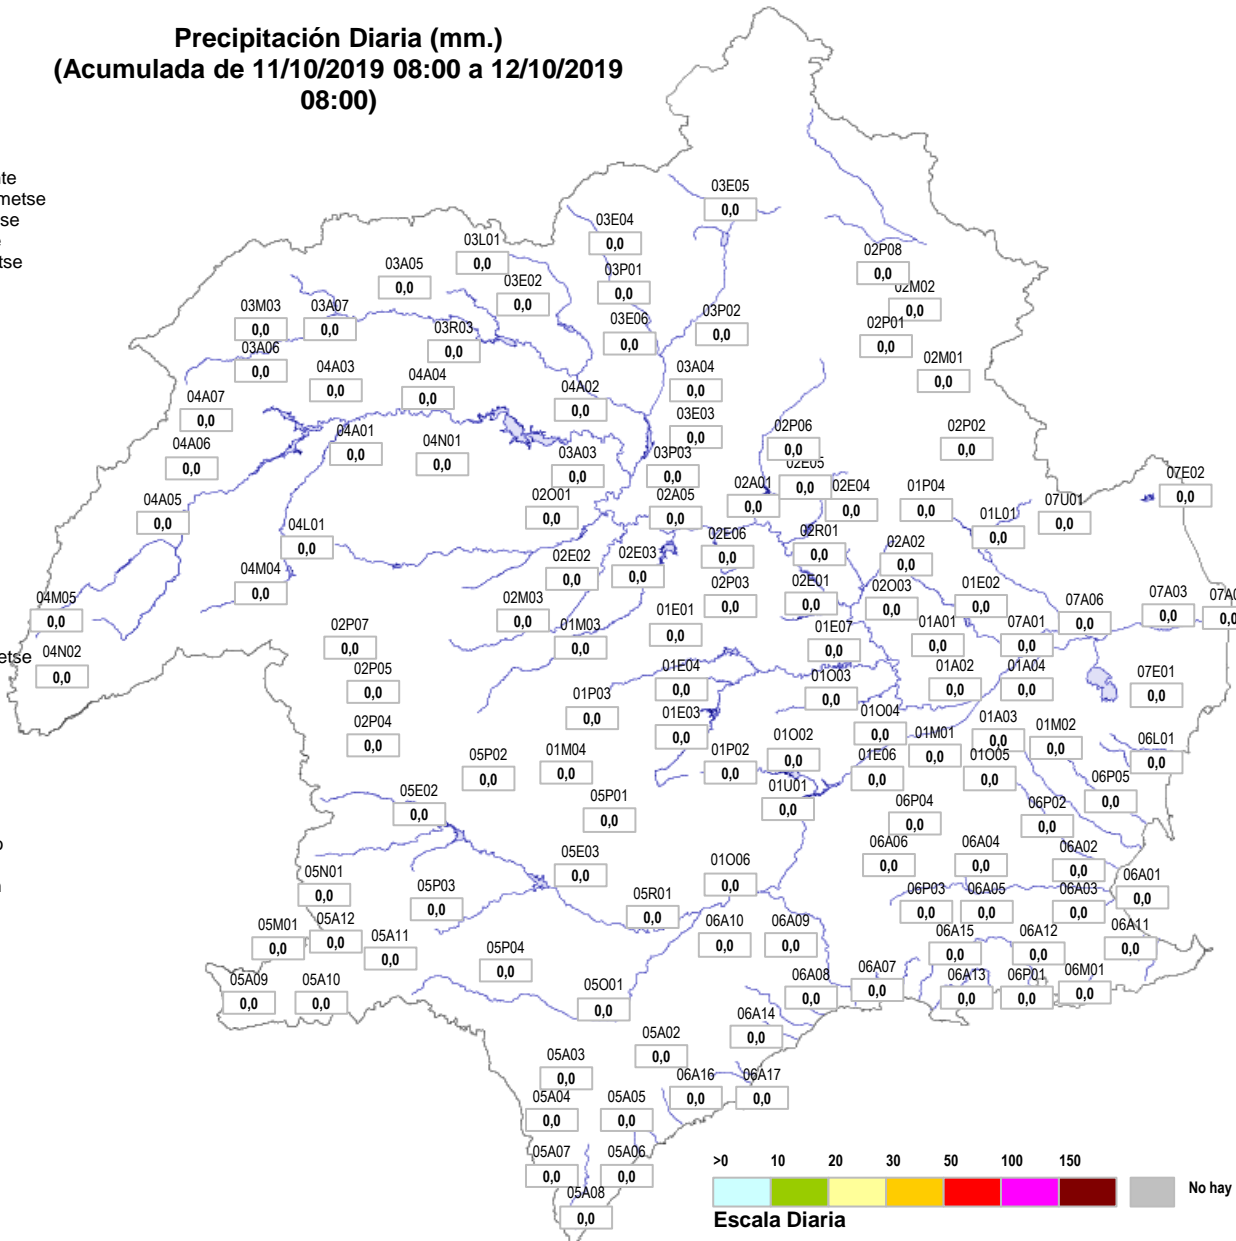 Precipitación Diaria (mm.)
(Acumulada de 11/10/2019 08:00 a 12/10/2019
08:00)
03E05
0,0
03E04
0,0
03L01
0,0
02P08
0,0
03A05
0,0
03P01
0,0
03E02
0,0
02M02
0,0
03M03
0,0
03A07
0,0
03P02
0,0
03E06
0,0
03R03
0,0
02P01
0,0
03A06
0,0
04A03
0,0
04A04
0,0
03A04
0,0
02M01
0,0
04A02
0,0
04A07
0,0
03E03
0,0
04A01
0,0
04N01
0,0
02P06
0,0
02P02
0,0
04A06
0,0
03A03
0,0
03P03
0,0
02E05
0,0
07E02
0,0
02A01
0,0
02E04
0,0
01P04
0,0
04A05
0,0
02O01
0,0
02A05
0,0
07U01
0,0
01L01
0,0
04L01
0,0
02E06
0,0
02R01
0,0
02A02
0,0
02E02
0,0
02E03
0,0
04M04
0,0
02P03
0,0
02E01
0,0
02O03
0,0
01E02
0,0
04M05
0,0
02M03
0,0
01E01
0,0
07A06
0,0
07A03
0,0
07A0
0,0
02P07
0,0
01M03
0,0
01E07
0,0
01A01
0,0
07A01
0,0
etse
04N02
0,0
02P05
0,0
01E04
0,0
01O03
0,0
01A02
0,0
01A04
0,0
07E01
0,0
01P03
0,0
01E03
0,0
01O04
0,0
01A03
0,0
01M02
0,0
02P04
0,0
05P02
0,0
01M04
0,0
01P02
0,0
01O02
0,0
01M01
0,0
01E06
0,0
01O05
0,0
06L01
0,0
05E02
0,0
05P01
0,0
01U01
0,0
06P04
0,0
06P02
0,0
06P05
0,0
05E03
0,0
01O06
0,0
06A06
0,0
06A04
0,0
06A02
0,0
05N01
0,0
05P03
0,0
05R01
0,0
06P03
0,0
06A05
0,0
06A03
0,0
06A01
0,0
05M01
0,0
05A12
0,0
05A11
0,0
05P04
0,0
06A10
0,0
06A09
0,0
06A15
0,0
06A12
0,0
06A11
0,0
05A09
0,0
05A10
0,0
05O01
0,0
06A08
0,0
06A07
0,0
06A13
0,0
06P01
0,0
06M01
0,0
06A14
0,0
05A02
0,0
05A03
0,0
06A16
0,0
06A17
0,0
05A04
0,0
05A05
0,0
05A07
0,0
05A06
0,0
05A08
0,0
>0 10 20 30 50 100 150
No hay
Escala Diaria